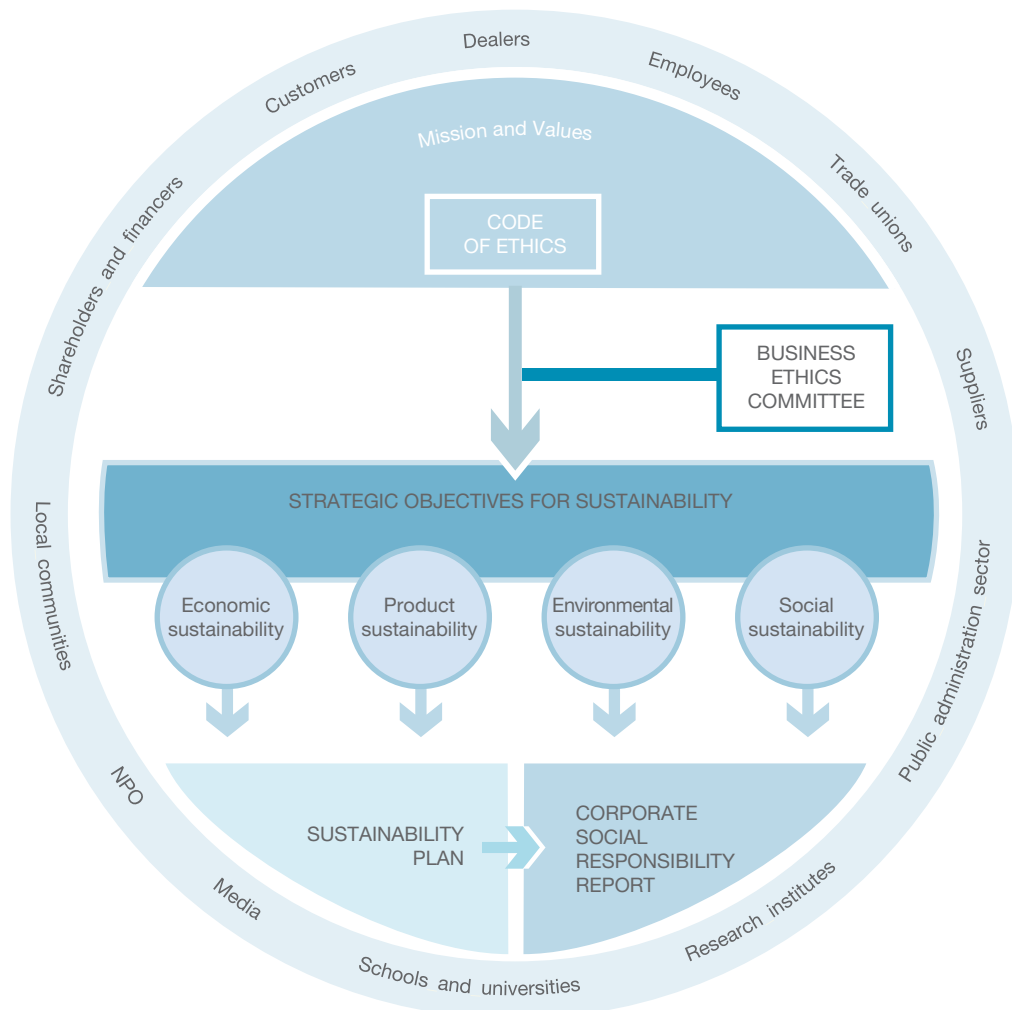 Dealers
Employees
Trade unions
Suppliers
Public administration sector
Research institutes
Schools and universities
Media
NPO
Local communities
Shareholders and financers
Customers
Mission and Values
CODE
OF ETHICS
BUSINESS
ETHICS
COMMITTEE
STRATEGIC OBJECTIVES FOR SUSTAINABILITY
Economic
sustainability
Product
sustainability
Environmental
sustainability
Social
sustainability
SUSTAINABILITY
PLAN
CORPORATE
SOCIAL
RESPONSIBILITY
REPORT